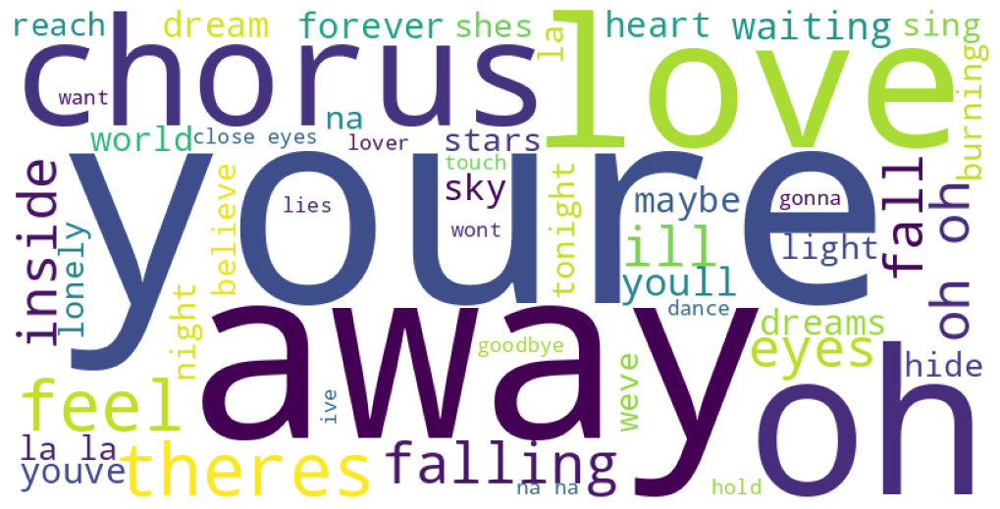 reach
dream
forever
shes
la
heart
waiting
sing
chorus
love
want
burning
na
world
close eyes
lover
stars
touch
youre
inside
lonely
believe
lies
sky
wont
tonight
maybe
gonna
ill
light
fall
oh oh
youll
night
away
dance
dreams
goodbye
eyes
hide
feel
ive
weve
oh
la la
youve
theres
falling
na na
hold